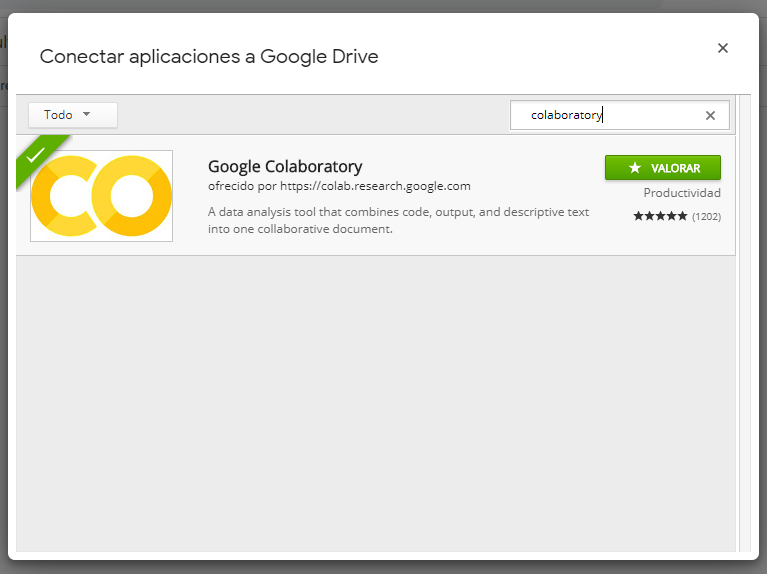 Conectar aplicaciones a Google Drive
Todo
colaboratory
Google Colaboratory
VALORAR
ofrecido por https://colab.research.google.com
Productividad
A data analysis tool that combines code, output, and descriptive text
into one collaborative document.
(1202)